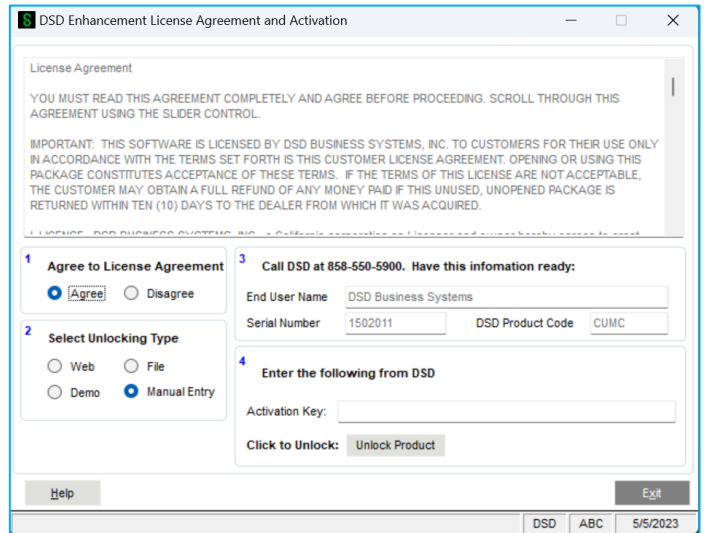 S DSD Enhancement License Agreement and Activation
License Agreement
YOU MUST READ THIS AGREEMENT COMPLETELY AND AGREE BEFORE PROCEEDING. SCROLL THROUGH THIS
AGREEMENT USING THE SLIDER CONTROL.
IMPORTANT: THIS SOFTWARE IS LICENSED BY DSD BUSINESS SYSTEMS, INC. TO CUSTOMERS FOR THEIR USE ONLY
IN ACCORDANCE WITH THE TERMS SET FORTH IS THIS CUSTOMER LICENSE AGREEMENT. OPENING OR USING THIS
PACKAGE CONSTITUTES ACCEPTANCE OF THESE TERMS. IF THE TERMS OF THIS LICENSE ARE NOT ACCEPTABLE,
THE CUSTOMER MAY OBTAIN A FULL REFUND OF ANY MONEY PAID IF THIS UNUSED, UNOPENED PACKAGE IS
RETURNED WITHIN TEN (10) DAYS TO THE DEALER FROM WHICH IT WAS ACQUIRED.
1 Agree to License Agreement
Agree Disagree
2 Select Unlocking Type
Web File
Demo Manual Entry
3 Call DSD at 858-550-5900. Have this infomation ready:
End User Name DSD Business Systems
Serial Number 1502011 DSD Product Code CUMC
4 Enter the following from DSD
Activation Key:
Click to Unlock: Unlock Product
Help Exit
DSD ABC 5/5/2023